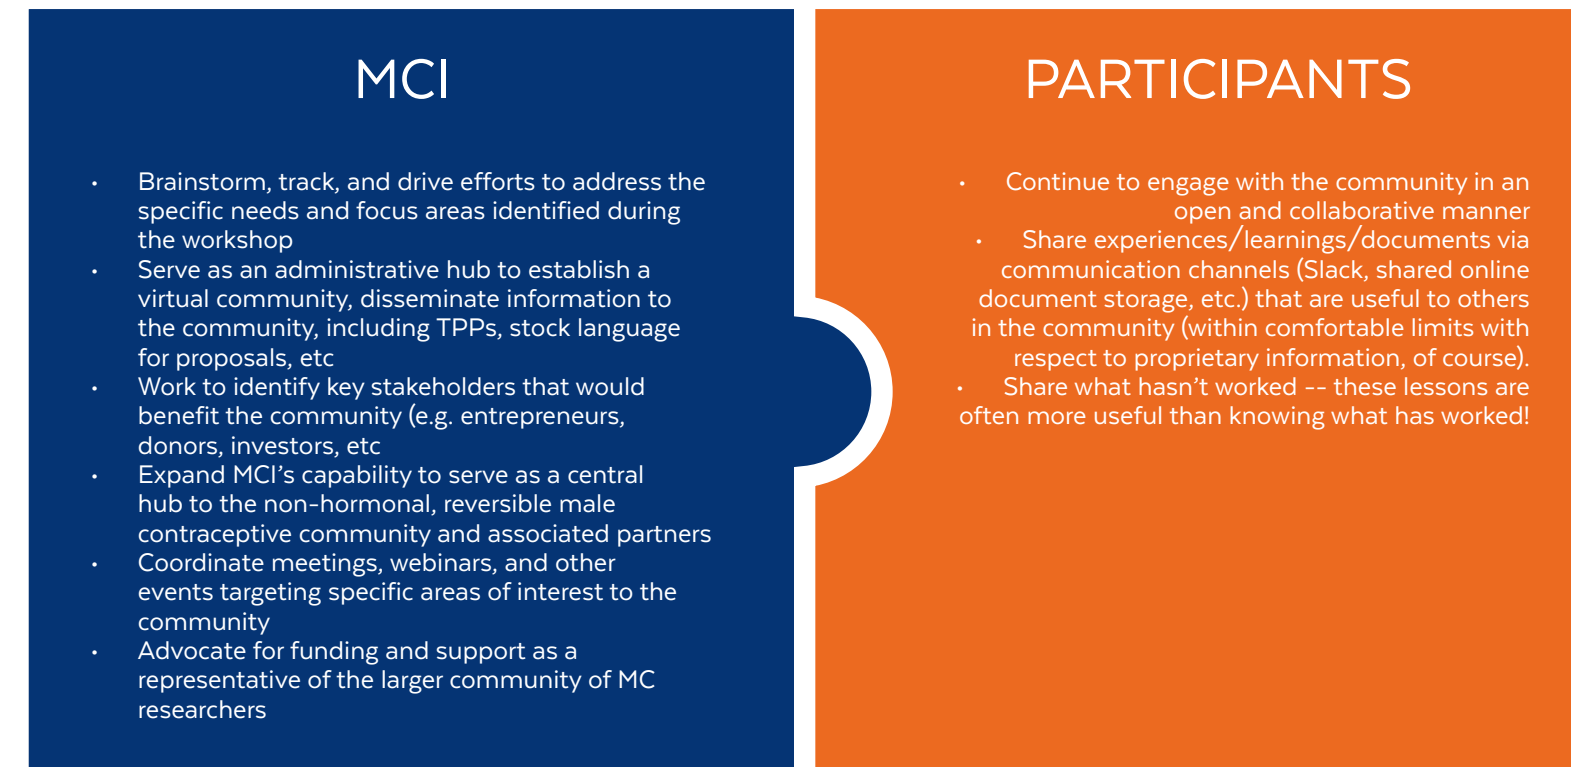 MCI
• Brainstorm, track, and drive efforts to address the
specific needs and focus areas identified during
the workshop
• Serve as an administrative hub to establish a
virtual community, disseminate information to
the community, including TPPs, stock language
for proposals, etc
• Work to identify key stakeholders that would
benefit the community (e.g. entrepreneurs,
donors, investors, etc
• Expand MCI's capability to serve as a central
hub to the non-hormonal, reversible male
contraceptive community and associated partners
• Coordinate meetings, webinars, and other
events targeting specific areas of interest to the
community
• Advocate for funding and support as a
representative of the larger community of MC
researchers
PARTICIPANTS
• Continue to engage with the community in an
open and collaborative manner
• Share experiences/learnings/documents via
communication channels (Slack, shared online
document storage, etc.) that are useful to others
in the community (within comfortable limits with
respect to proprietary information, of course).
• Share what hasn't worked -- these lessons are
often more useful than knowing what has worked!